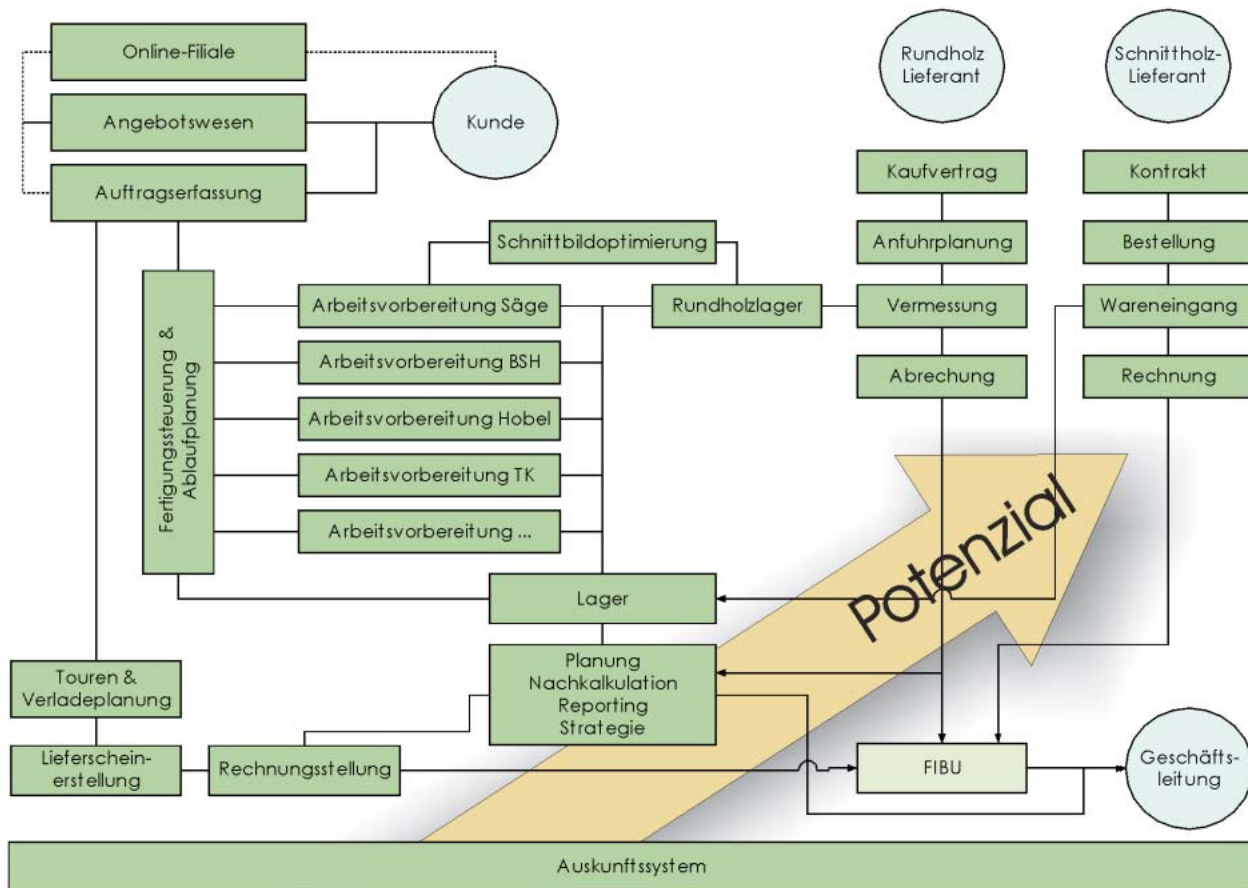 Online-Filiale
Angebotswesen
Auftragserfassung
Kunde
Rundholz
Lieferant
Schnittholz-
Lieferant
Kaufvertrag
Kontrakt
Schnittbildoptimierung
Anfuhrplanung
Bestellung
Arbeitsvorbereitung Säge
Rundholzlager
Vermessung
Wareneingang
Arbeitsvorbereitung BSH
Abrechung
Rechnung
Fertigungssteuerung &
Ablaufplanung
Arbeitsvorbereitung Hobel
Arbeitsvorbereitung TK
Arbeitsvorbereitung ...
Potenzial
Lager
Planung
Nachkalkulation
Reporting
Strategie
Touren &
Verladeplanung
Lieferschein-
erstellung
Rechnungsstellung
FIBU
Geschäfts-
leitung
Auskunftssystem